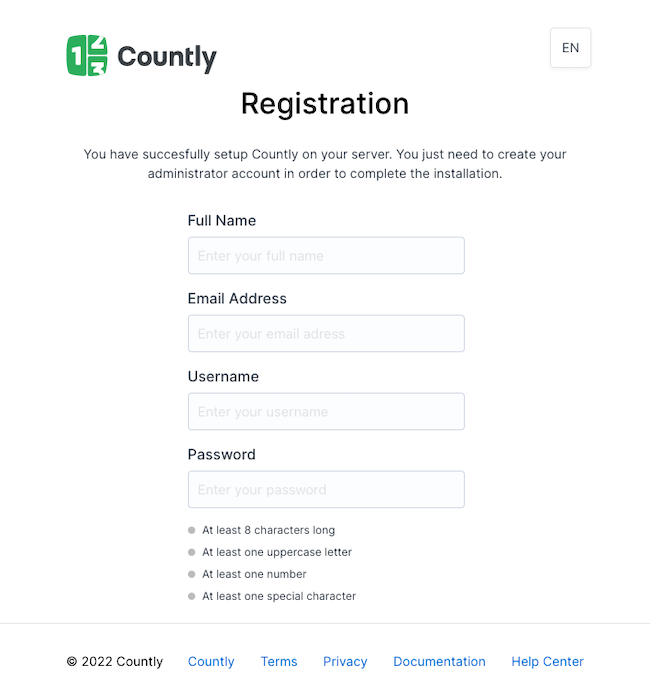 123 Countly
EN
Registration
You have succesfully setup Countly on your server. You just need to create your
administrator account in order to complete the installation.
Full Name
Enter your full name
Email Address
Enter your email adress
Username
Enter your username
Password
Enter your password
At least 8 characters long
At least one uppercase letter
At least one number
At least one special character
© 2022 Countly Countly Terms Privacy Documentation Help Center